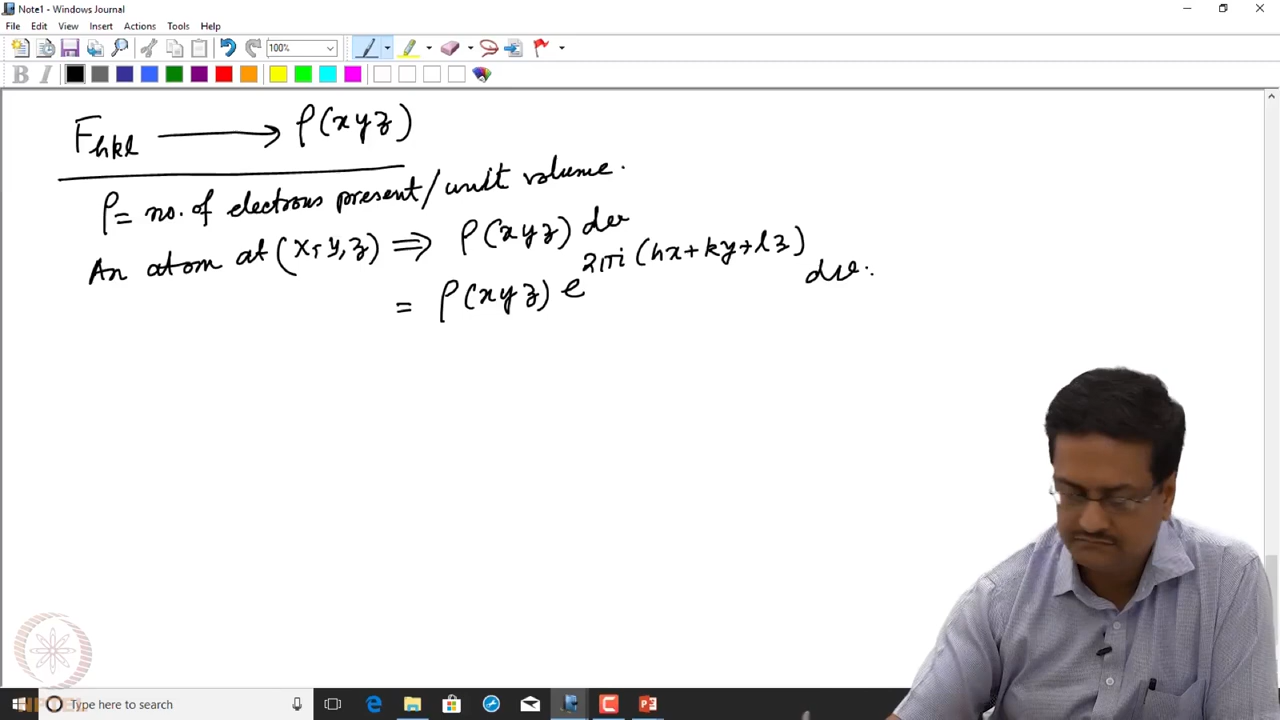 Note1 - Windows Journal
File Edit View Insert Actions Tools Help
100%
B I
F_hkl ⟶ ρ(xyz)
ρ = no. of electrons present/unit volume.
An atom at (x, y, z) ⇒ ρ(xyz) dv
= ρ(xyz) e^2πi(hx+ky+lz) dv.
Type here to search